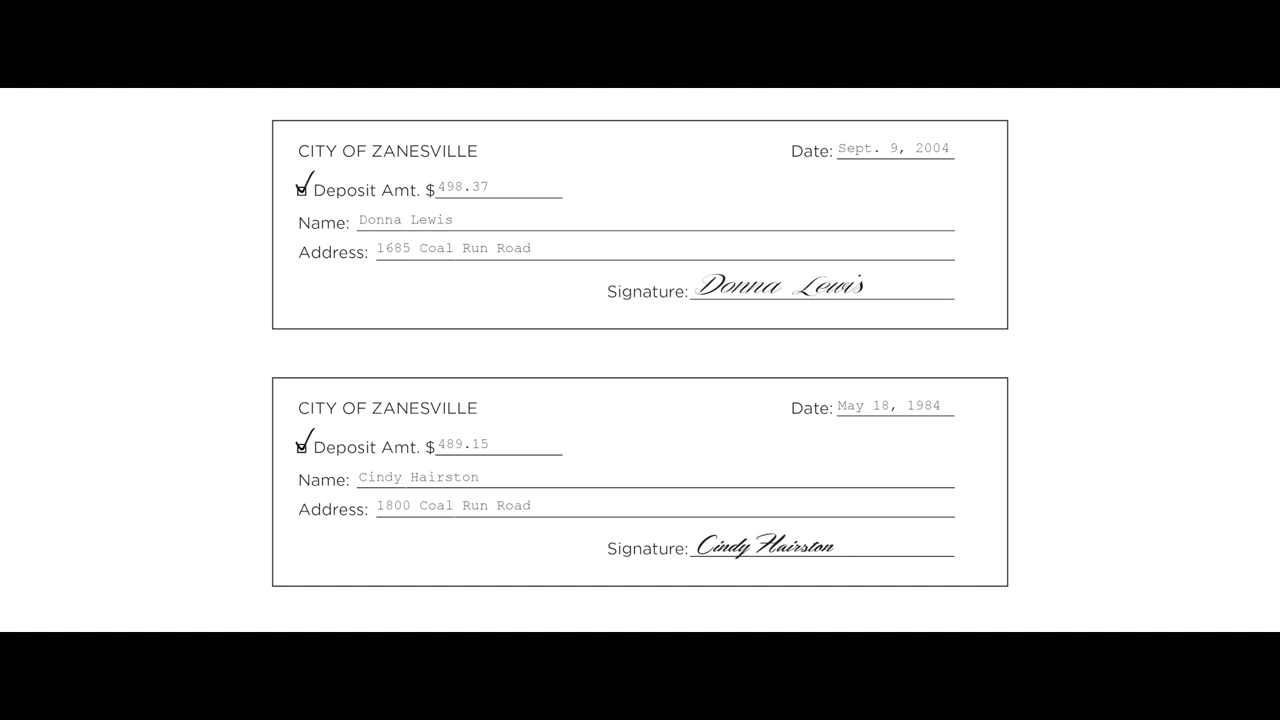 CITY OF ZANESVILLE Date: Sept. 9, 2004
Deposit Amt. $498.37
Name: Donna Lewis
Address: 1685 Coal Run Road
Signature: Donna Lewis
CITY OF ZANESVILLE Date: May 18, 1984
Deposit Amt. $489.15
Name: Cindy Hairston
Address: 1800 Coal Run Road
Signature: Cindy Hairston